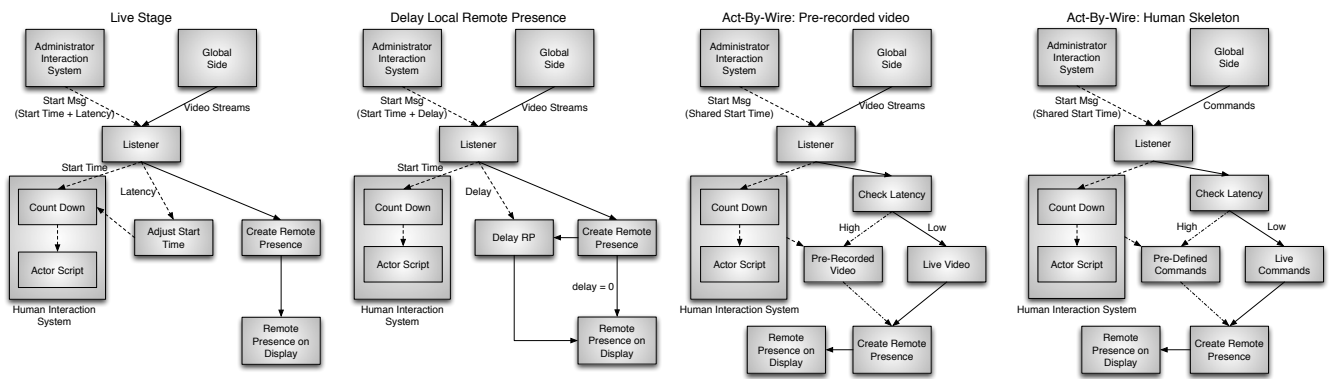 Live Stage
Administrator
Interaction
System
Global
Side
Start Msg
(Start Time + Latency)
Video Streams
Listener
Start Time
Latency
Count Down
Adjust Start
Time
Create Remote
Presence
Actor Script
Human Interaction
System
Remote
Presence on
Display
Delay Local Remote Presence
Administrator
Interaction
System
Global
Side
Start Msg
(Start Time + Delay)
Video Streams
Listener
Start Time
Delay
Count Down
Delay RP
Create Remote
Presence
Actor Script
delay = 0
Human Interaction
System
Remote
Presence on
Display
Act-By-Wire: Pre-recorded video
Administrator
Interaction
System
Global
Side
Start Msg
(Shared Start Time)
Video Streams
Listener
Check Latency
Count Down
High
Low
Actor Script
Pre-Recorded
Video
Live Video
Human Interaction System
Remote
Presence on
Display
Create Remote
Presence
Act-By-Wire: Human Skeleton
Administrator
Interaction
System
Global
Side
Start Msg
(Shared Start Time)
Commands
Listener
Check Latency
Count Down
High
Low
Actor Script
Pre-Defined
Commands
Live
Commands
Human Interaction System
Remote
Presence on
Display
Create Remote
Presence